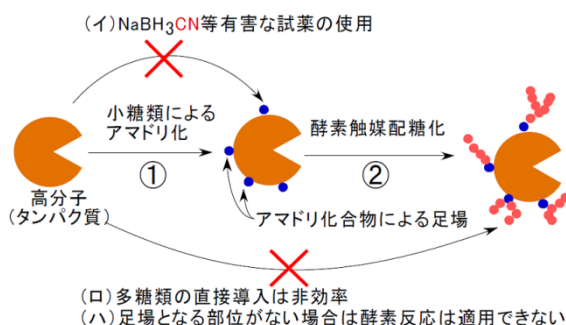 (イ)NaBH3CN等有害な試薬の使用
小糖類による
アマドリ化
酵素触媒配糖化
①
②
高分子
(タンパク質)
アマドリ化合物による足場
(ロ)多糖類の直接導入は非効率
(ハ)足場となる部位がない場合は酵素反応は適用できない